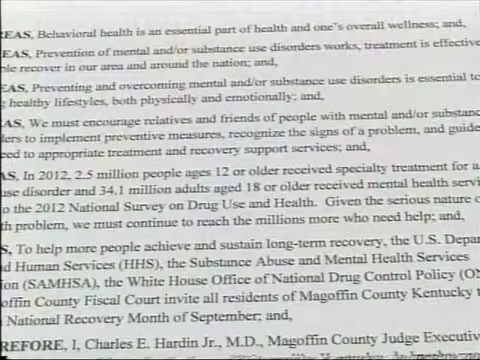 EAS, Behavioral health is an essential part of health and one's overall wellness; and,
EAS, Prevention of mental and/or substance use disorders works, treatment is effective
ple recover in our area and around the nation; and,
EAS, Preventing and overcoming mental and/or substance use disorders is essential to
g healthy lifestyles, both physically and emotionally; and,
AS, We must encourage relatives and friends of people with mental and/or substanc
ders to implement preventive measures, recognize the signs of a problem, and guide
eed to appropriate treatment and recovery support services; and,
AS, In 2012, 2.5 million people ages 12 or older received specialty treatment for a
use disorder and 34.1 million adults aged 18 or older received mental health servi
o the 2012 National Survey on Drug Use and Health. Given the serious nature o
th problem, we must continue to reach the millions more who need help; and,
S, To help more people achieve and sustain long-term recovery, the U.S. Depar
d Human Services (HHS), the Substance Abuse and Mental Health Services
ion (SAMHSA), the White House Office of National Drug Control Policy (ON
offin County Fiscal Court invite all residents of Magoffin County Kentucky t
National Recovery Month of September; and,
REFORE, I, Charles E. Hardin Jr., M.D., Magoffin County Judge Executiv